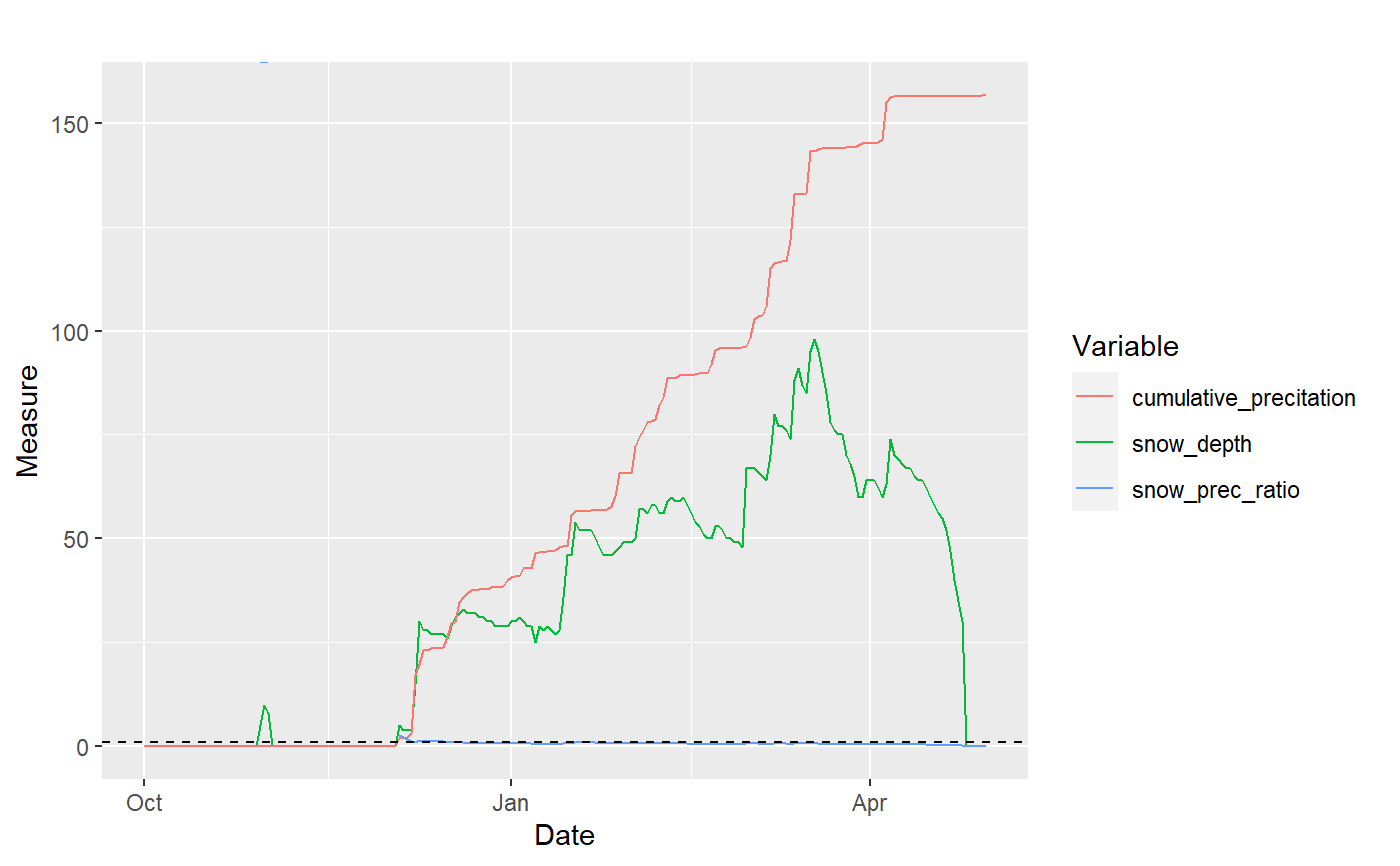 150
100
50
0
Measure
Oct
Jan
Apr
Date
Variable
cumulative_precitation
snow_depth
snow_prec_ratio